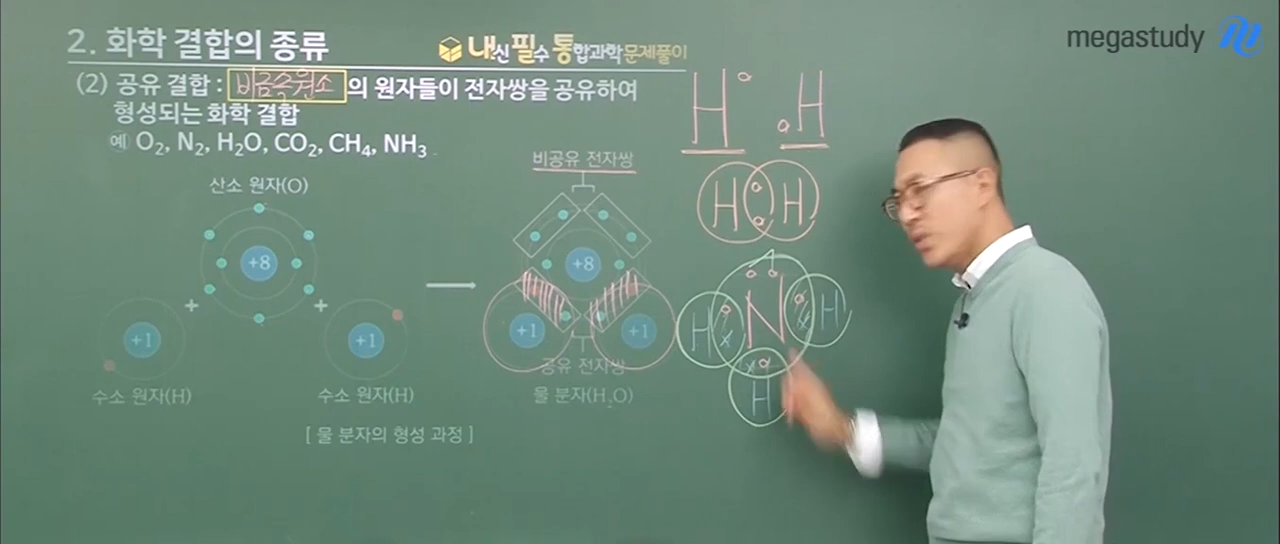 2. 화학 결합의 종류
내신 필수 통합과학 문제풀이
megastudy
(2) 공유 결합 : 비금속원소 의 원자들이 전자쌍을 공유하여
형성되는 화학 결합
예 O₂, N₂, H₂O, CO₂, CH₄, NH₃
H H
H H
비공유 전자쌍
산소 원자(O)
+8
+8
H N H
H
+
+
+1
+1
+1
+1
공유 전자쌍
수소 원자(H)
수소 원자(H)
물 분자(H₂O)
[ 물 분자의 형성 과정 ]